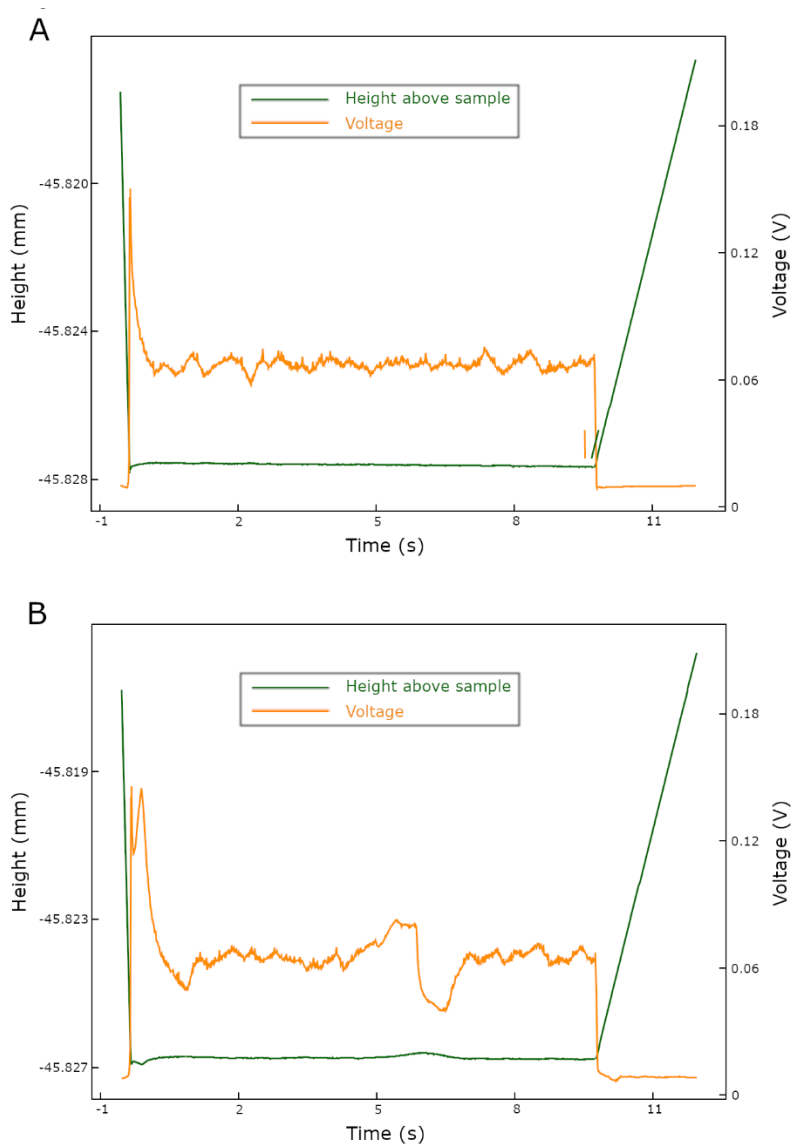 A
Height above sample
Voltage
0.18
-45.820
0.12
Height (mm)
Voltage (V)
-45.824
0.06
-45.828
0
-1
2
5
8
11
Time (s)
B
Height above sample
Voltage
0.18
-45.819
0.12
Height (mm)
Voltage (V)
-45.823
0.06
-45.827
0
-1
2
5
8
11
Time (s)